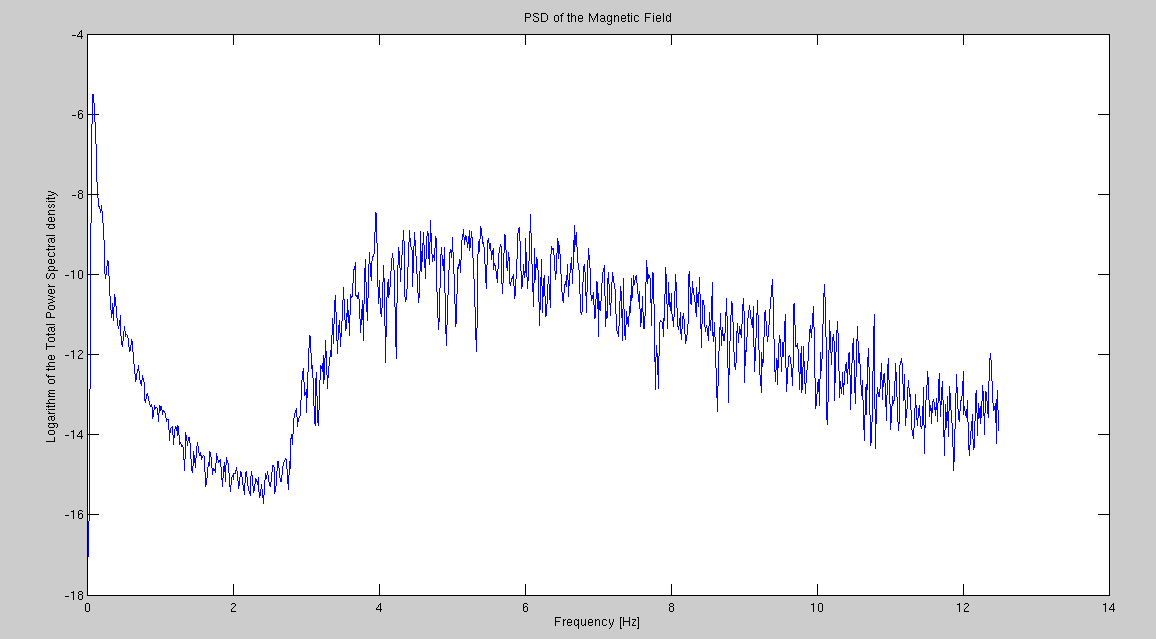 PSD of the Magnetic Field
Logarithm of the Total Power Spectral density
-4
-6
-8
-10
-12
-14
-16
-18
0 2 4 6 8 10 12 14
Frequency [Hz]